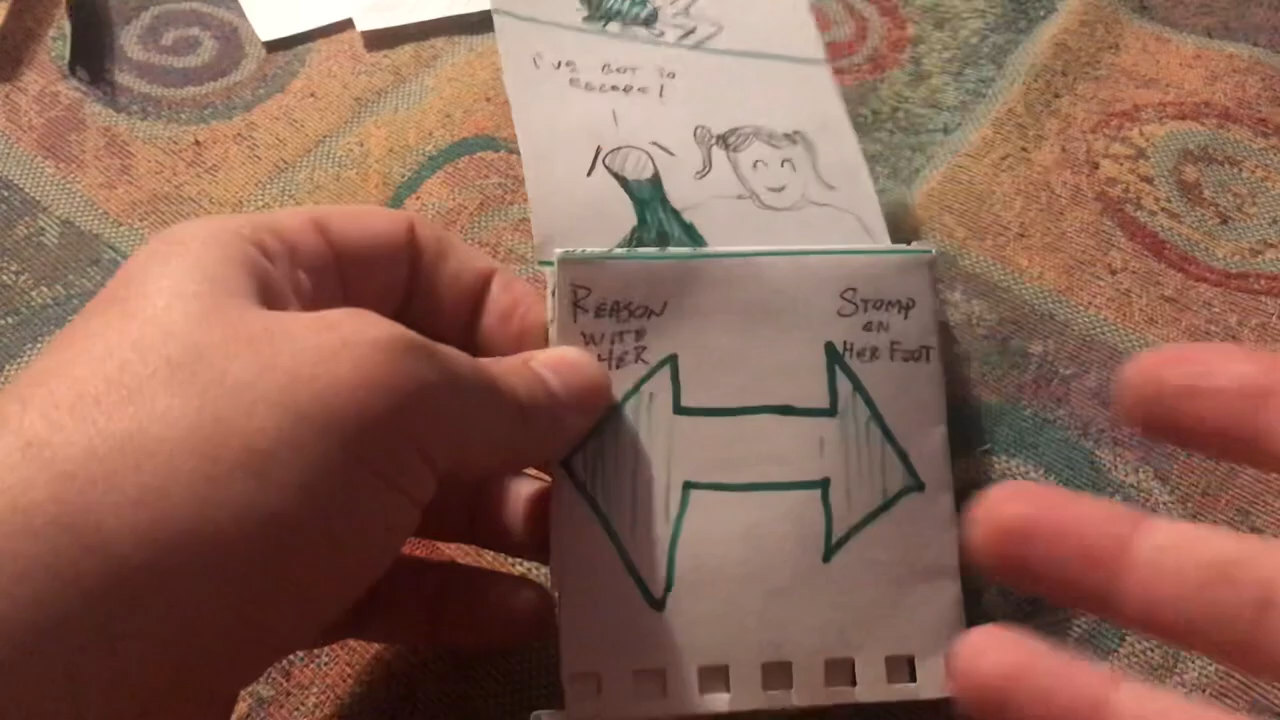 I'VE GOT TO
ESCAPE!
REASON
WITH
HER
STOMP
ON
HER FOOT